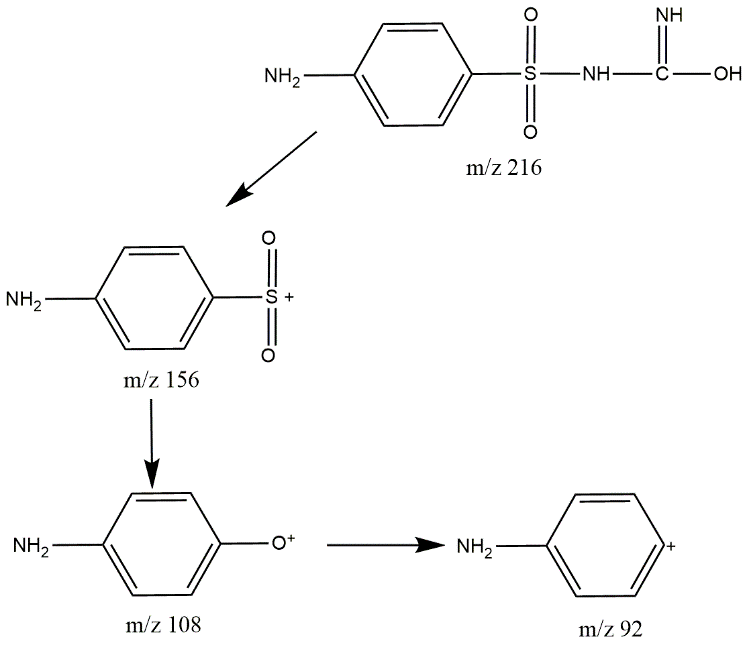 O NH
NH₂ S NH C OH
O
m/z 216
O
NH₂ S +
O
m/z 156
NH₂ O⁺ NH₂ +
m/z 108 m/z 92